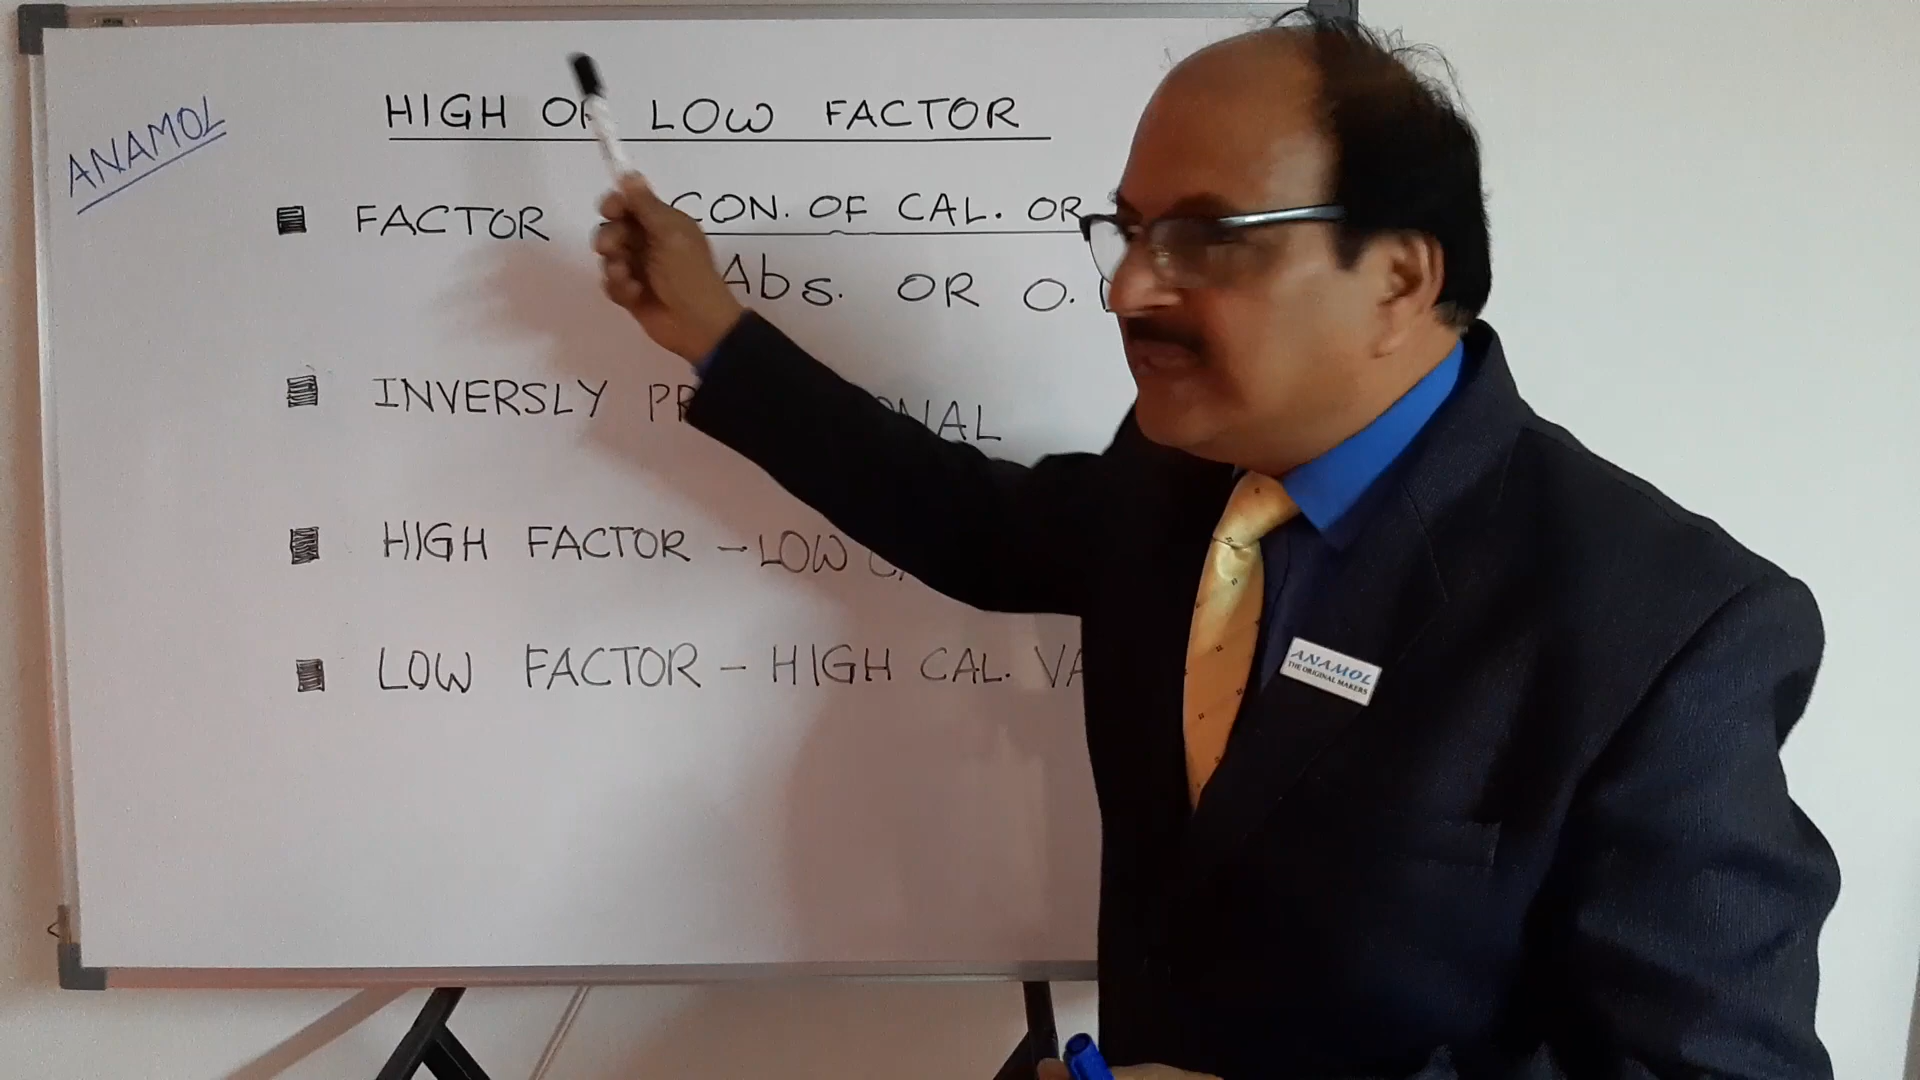 ANAMOL
HIGH OR LOW FACTOR
FACTOR CON. OF CAL. OR
Abs. OR O.
INVERSLY
HIGH FACTOR - LOW
LOW FACTOR - HIGH CAL.
ANAMOL
THE ORIGINAL MAKERS